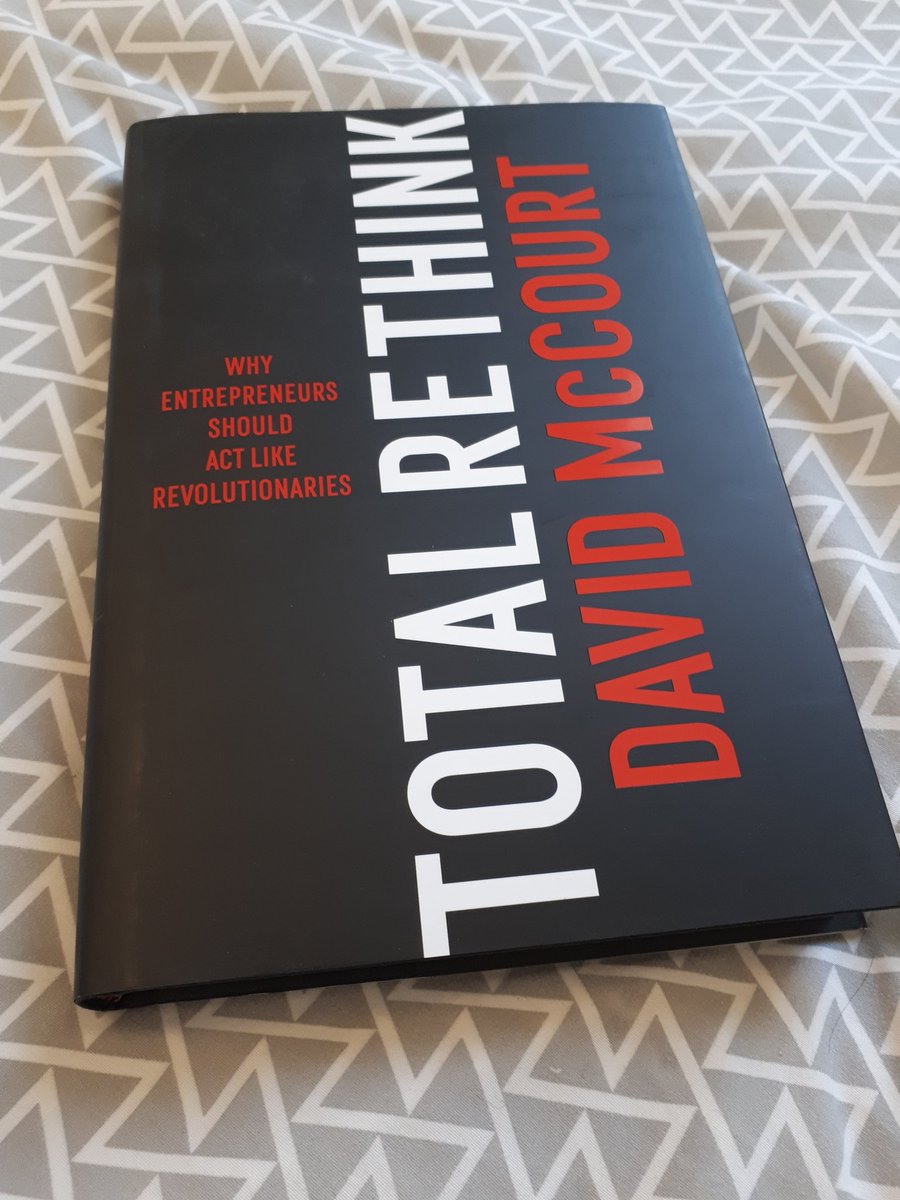 WHY
ENTREPRENEURS
SHOULD
ACT LIKE
REVOLUTIONARIES
TOTAL RETHINK
DAVID MCCOURT